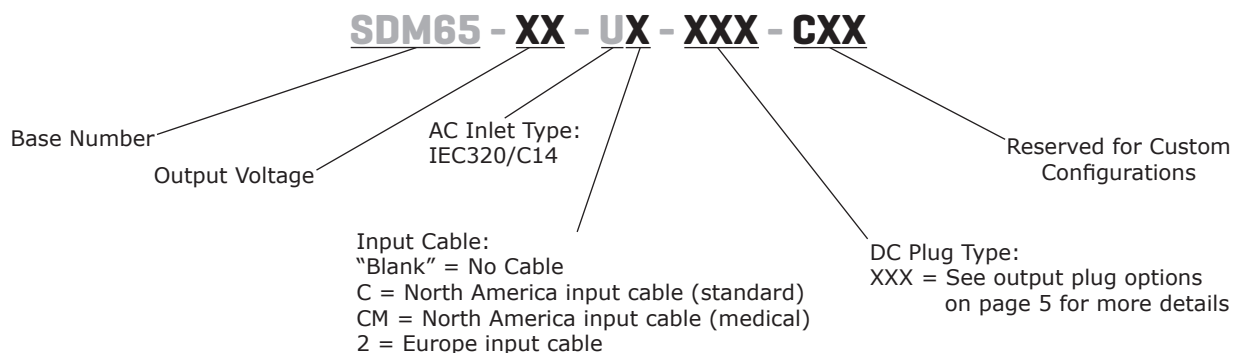 SDM65 - XX - UX - XXX - CXX
Base Number
Output Voltage
AC Inlet Type:
IEC320/C14
Input Cable:
“Blank” = No Cable
C = North America input cable (standard)
CM = North America input cable (medical)
2 = Europe input cable
DC Plug Type:
XXX = See output plug options
on page 5 for more details
Reserved for Custom
Configurations